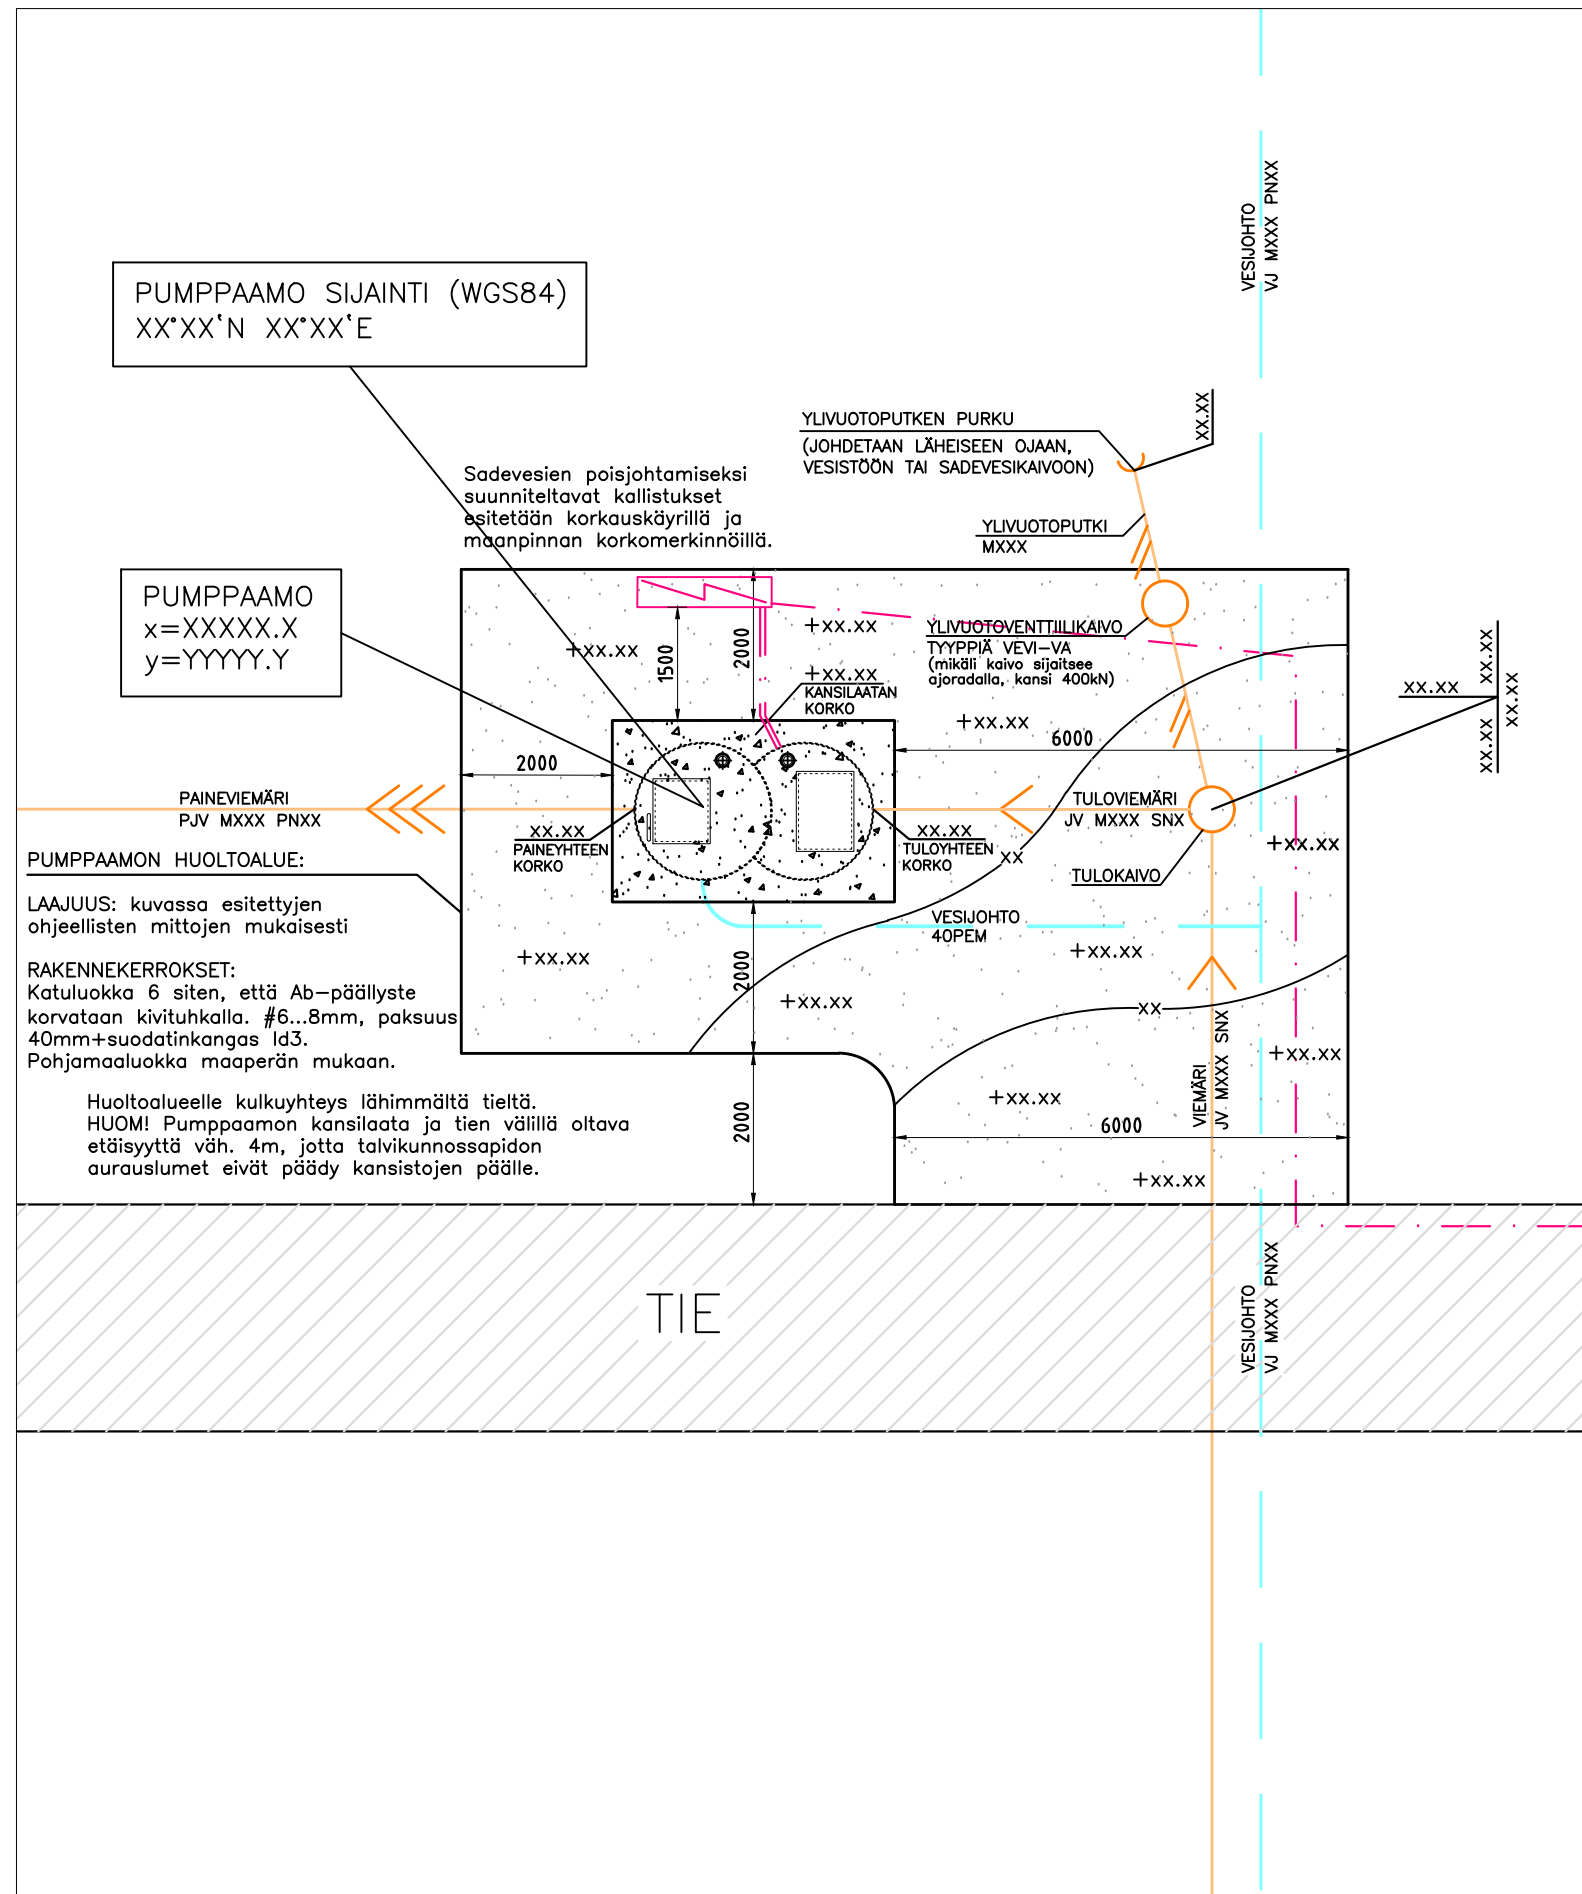 VESIJOHTO
VJ MXXX PNXX
PUMPPAAMO SIJAINTI (WGS84)
XX°XX'N XX°XX'E
YLIVUOTOPUTKEN PURKU
(JOHDETAAN LÄHEISEEN OJAAN,
VESISTÖÖN TAI SADEVESIKAIVOON)
XX.XX
Sadevesien poisjohtamiseksi
suunniteltavat kallistukset
esitetään korkauskäyrillä ja
maanpinnan korkomerkinnöillä.
YLIVUOTOPUTKI
MXXX
PUMPPAAMO
x=XXXXX.X
y=YYYYY.Y
+xx.xx
1500
2000
+xx.xx
+xx.xx
KANSILAATAN
KORKO
YLIVUOTOVENTTIILIKAIVO
TYYPPIÄ VEVI-VA
(mikäli kaivo sijaitsee
ajoradalla, kansi 400kN)
+xx.xx
6000
XX.XX
XX.XX
XX.XX
XX.XX
2000
PAINEVIEMÄRI
PJV MXXX PNXX
XX.XX
PAINEYHTEEN
KORKO
XX.XX
TULOYHTEEN
KORKO
TULOVIEMÄRI
JV MXXX SNX
xx
TULOKAIVO
+xx.xx
PUMPPAAMON HUOLTOALUE:
LAAJUUS: kuvassa esitettyjen
ohjeellisten mittojen mukaisesti
VESIJOHTO
40PEM
+xx.xx
2000
+xx.xx
+xx.xx
RAKENNEKERROKSET:
Katuluokka 6 siten, että Ab-päällyste
korvataan kivituhkalla. #6...8mm, paksuus
40mm+suodatinkangas Id3.
Pohjamaaluokka maaperän mukaan.
xx
VIEMÄRI
JV MXXX SNX
+xx.xx
Huoltoalueelle kulkuyhteys lähimmältä tieltä.
HUOM! Pumppaamon kansilaata ja tien välillä oltava
etäisyyttä väh. 4m, jotta talvikunnossapidon
aurauslumet eivät päädy kansistojen päälle.
2000
+xx.xx
6000
+xx.xx
TIE
VESIJOHTO
VJ MXXX PNXX